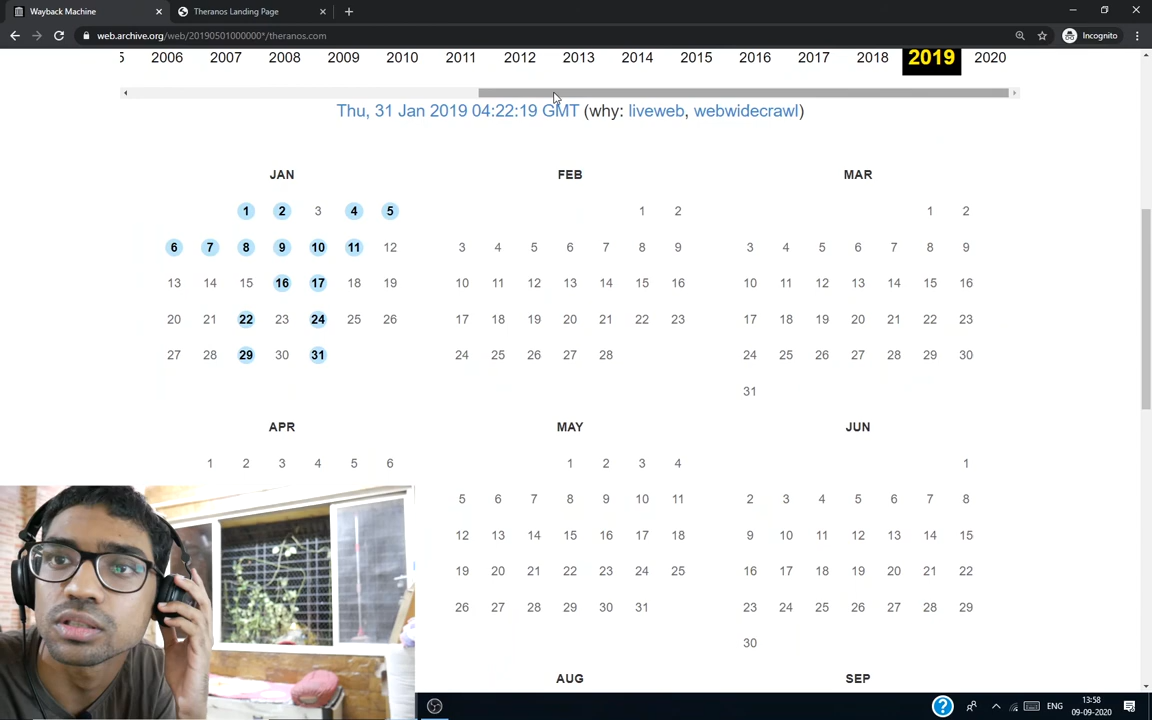 Wayback Machine
Theranos Landing Page
web.archive.org/web/20190501000000*/theranos.com
Incognito
2006 2007 2008 2009 2010 2011 2012 2013 2014 2015 2016 2017 2018 2019 2020
Thu, 31 Jan 2019 04:22:19 GMT (why: liveweb, webwidecrawl)
JAN
1 2 3 4 5
6 7 8 9 10 11 12
13 14 15 16 17 18 19
20 21 22 23 24 25 26
27 28 29 30 31
FEB
1 2
3 4 5 6 7 8 9
10 11 12 13 14 15 16
17 18 19 20 21 22 23
24 25 26 27 28
MAR
1 2
3 4 5 6 7 8 9
10 11 12 13 14 15 16
17 18 19 20 21 22 23
24 25 26 27 28 29 30
31
APR
1 2 3 4 5 6
MAY
1 2 3 4
5 6 7 8 9 10 11
12 13 14 15 16 17 18
19 20 21 22 23 24 25
26 27 28 29 30 31
JUN
1
2 3 4 5 6 7 8
9 10 11 12 13 14 15
16 17 18 19 20 21 22
23 24 25 26 27 28 29
30
AUG
SEP
ENG
13:58
09-09-2020